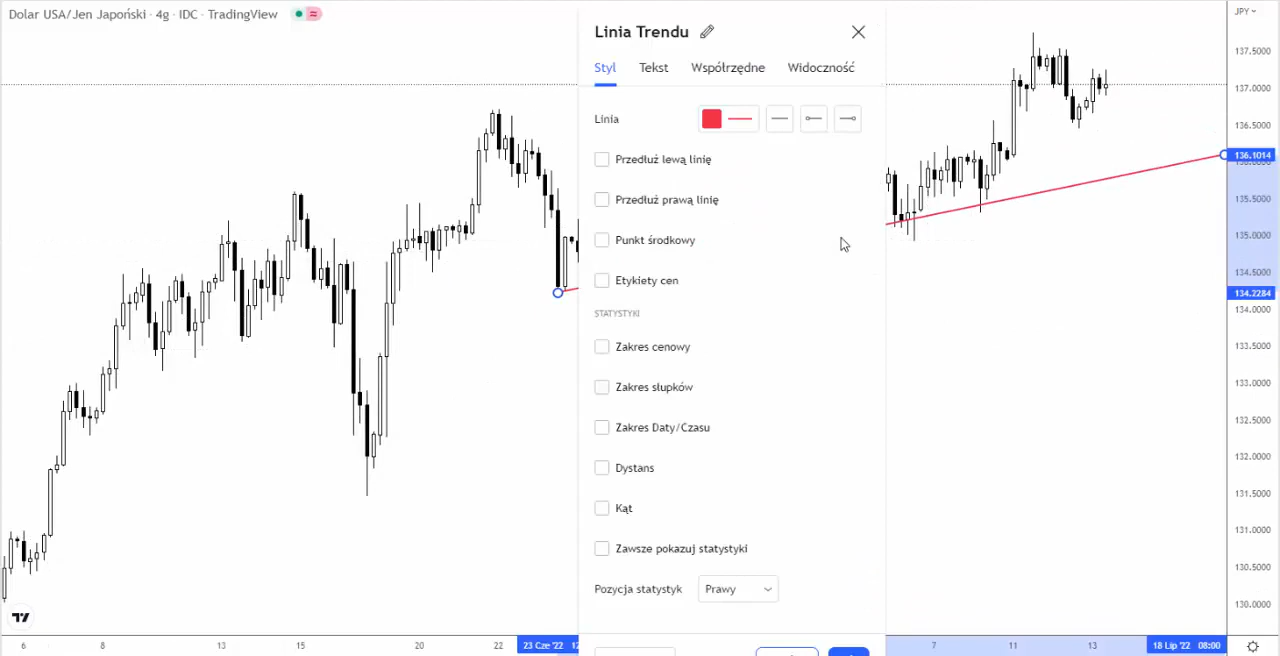 Dolar USA/Jen Japoński · 4g · IDC · TradingView
Linia Trendu
Styl Tekst Współrzędne Widoczność
Linia
Przedłuż lewą linię
Przedłuż prawą linię
Punkt środkowy
Etykiety cen
STATYSTYKI
Zakres cenowy
Zakres słupków
Zakres Daty/Czasu
Dystans
Kąt
Zawsze pokazuj statystyki
Pozycja statystyk Prawy
JPY
137.5000
137.0000
136.5000
136.1014
135.5000
135.0000
134.5000
134.2284
134.0000
133.5000
133.0000
132.5000
132.0000
131.5000
131.0000
130.5000
130.0000
6 8 13 15 20 22 23 Cze '22 12 7 11 13 18 Lip '22 08:00